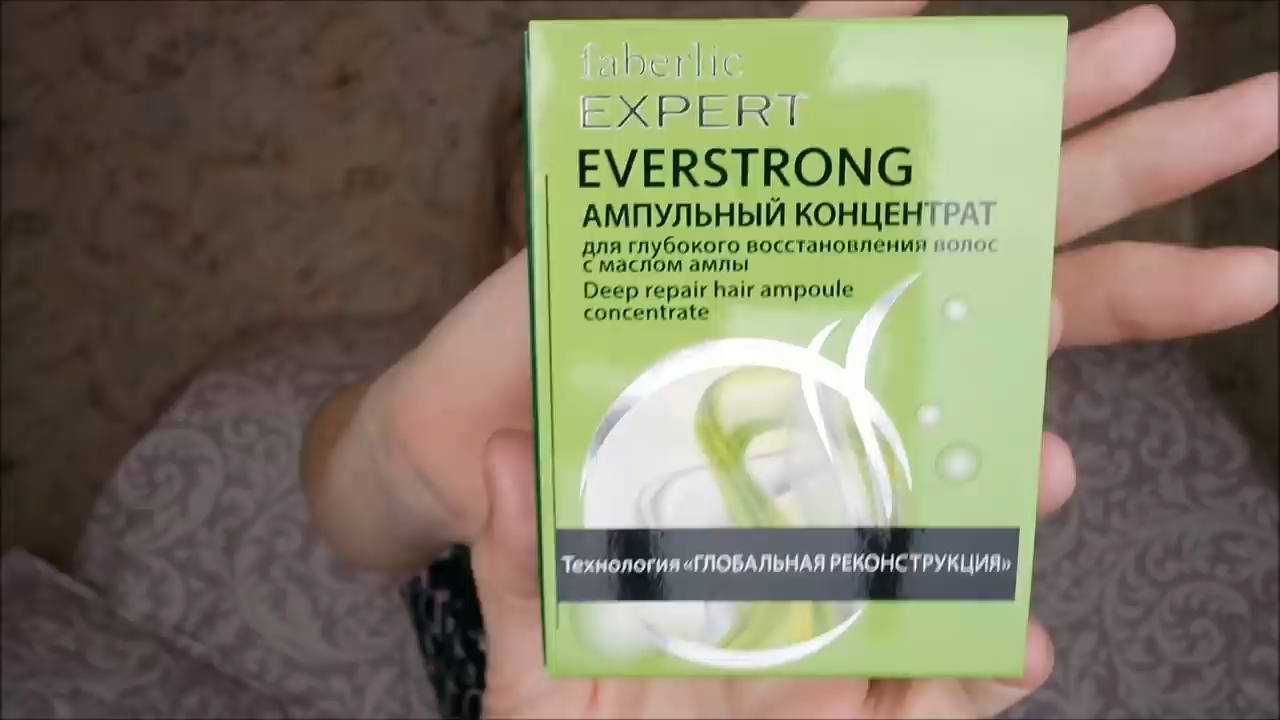 faberlic
EXPERT
EVERSTRONG
АМПУЛЬНЫЙ КОНЦЕНТРАТ
для глубокого восстановления волос
с маслом амлы
Deep repair hair ampoule
concentrate
Технология «ГЛОБАЛЬНАЯ РЕКОНСТРУКЦИЯ»